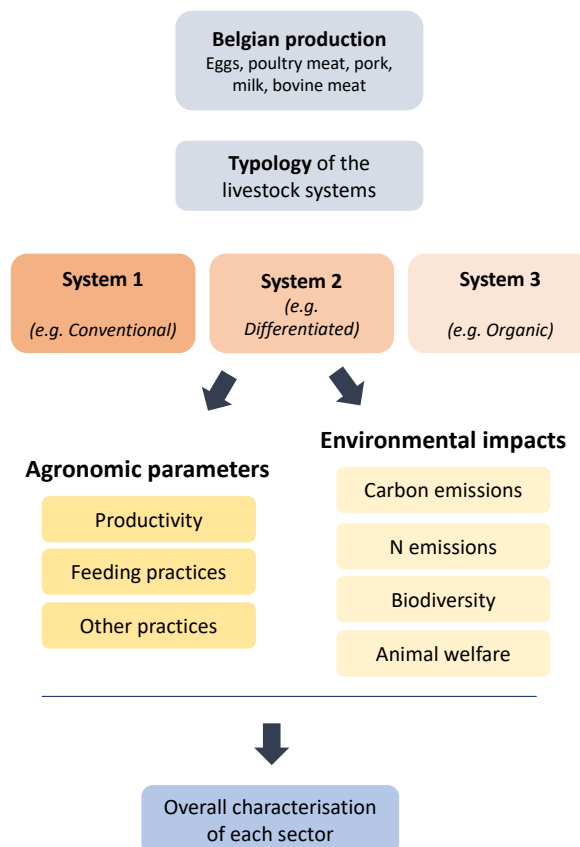 Belgian production
Eggs, poultry meat, pork,
milk, bovine meat
Typology of the
livestock systems
System 1
(e.g. Conventional)
System 2
(e.g.
Differentiated)
System 3
(e.g. Organic)
Agronomic parameters
Productivity
Feeding practices
Other practices
Environmental impacts
Carbon emissions
N emissions
Biodiversity
Animal welfare
Overall characterisation
of each sector